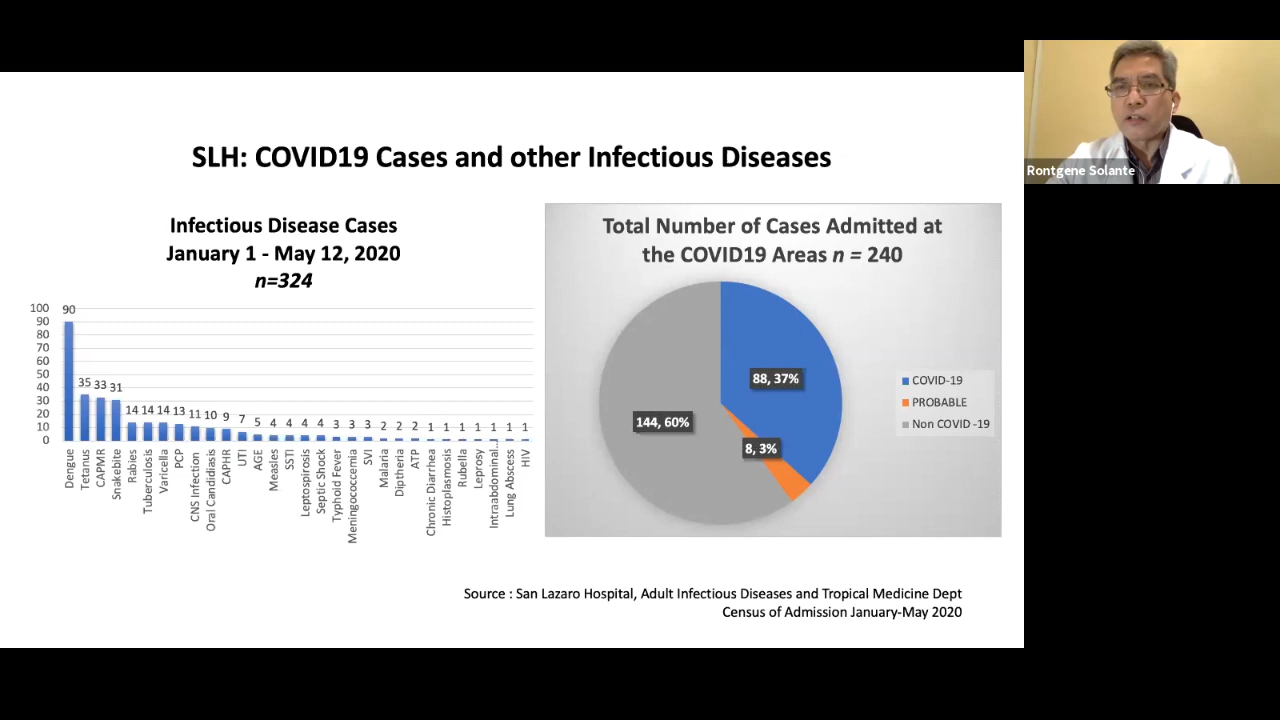 SLH: COVID19 Cases and other Infectious Diseases
Infectious Disease Cases
January 1 - May 12, 2020
n=324
100
90
80
70
60
50
40
30
20
10
0
90
35
33
31
14
14
14
13
11
10
9
7
5
4
4
4
4
3
3
3
2
2
2
1
1
1
1
1
1
1
Dengue
Tetanus
CAPMR
Snakebite
Rabies
Tuberculosis
Varicella
PCP
CNS Infection
Oral Candidiasis
CAPHR
UTI
AGE
Measles
SSTI
Leptospirosis
Septic Shock
Typhoid Fever
Meningococcemia
SVI
Malaria
Diptheria
ATP
Chronic Diarrhea
Histoplasmosis
Rubella
Leprosy
Intraabdominal...
Lung Abscess
HIV
Total Number of Cases Admitted at
the COVID19 Areas n = 240
88, 37%
144, 60%
8, 3%
COVID-19
PROBABLE
Non COVID -19
Source : San Lazaro Hospital, Adult Infectious Diseases and Tropical Medicine Dept
Census of Admission January-May 2020
Rontgene Solante